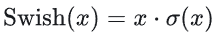 Swish(x) = x · σ(x)